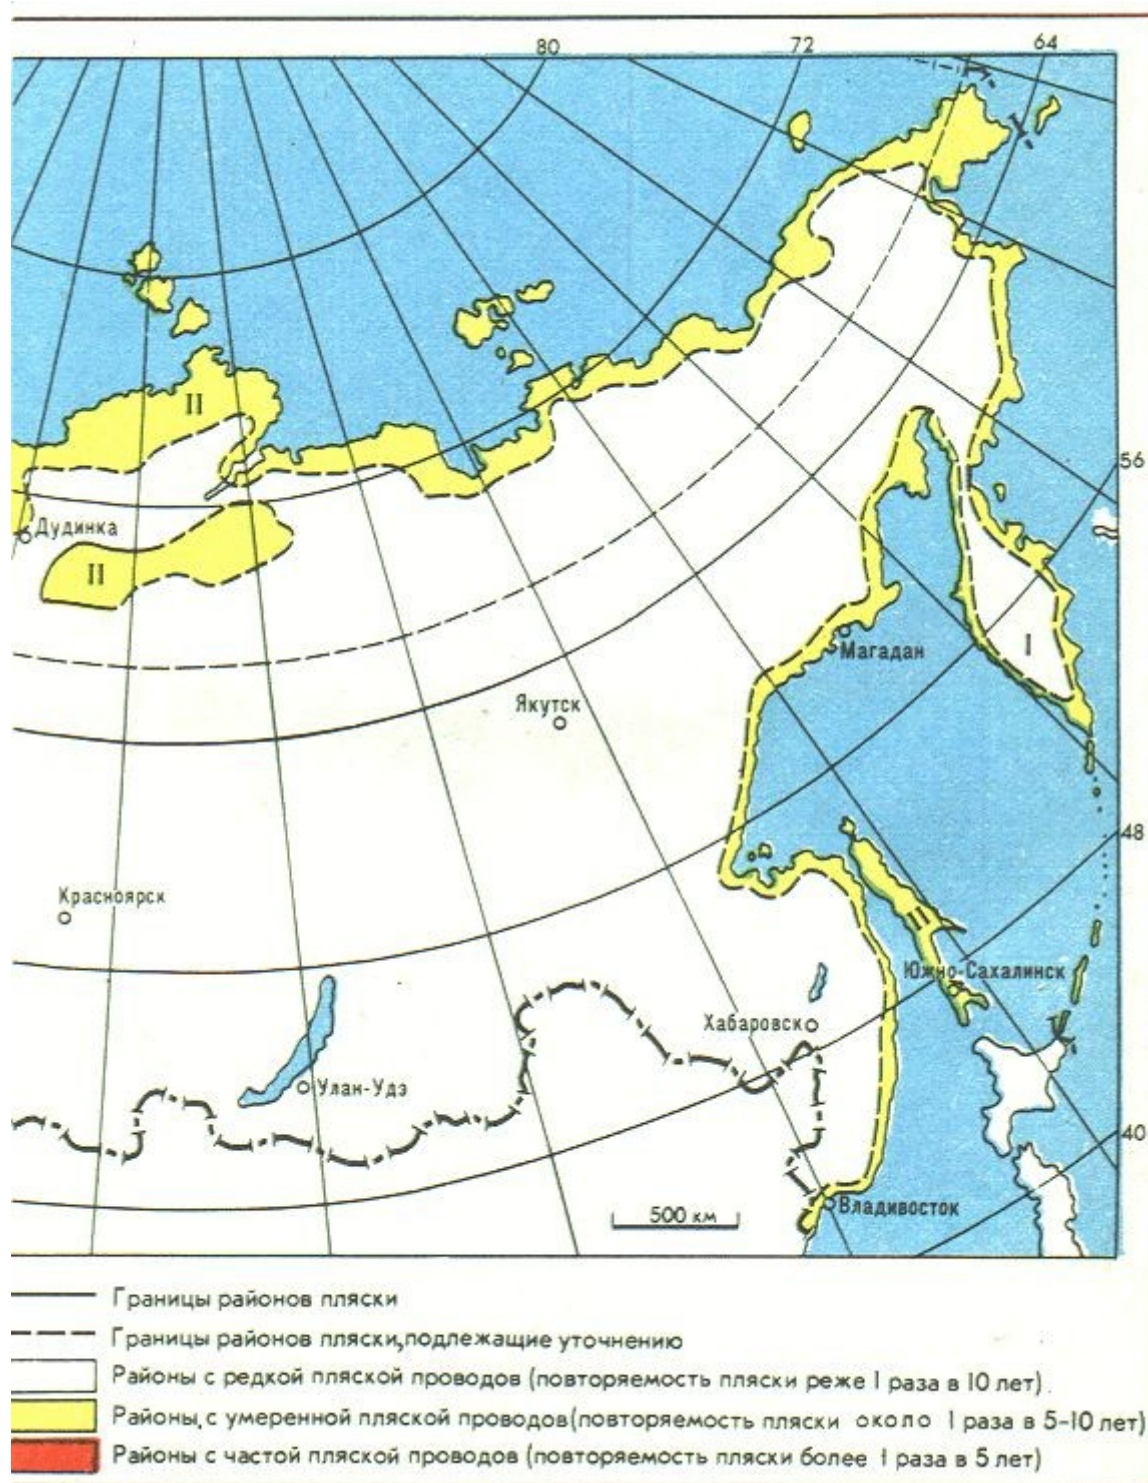 80 72 64
II
56
Дудинка
II
I
Магадан
Якутск
48
Красноярск
II
Южно-Сахалинск
Хабаровск
Улан-Удэ
40
500 км
Владивосток
Границы районов пляски
Границы районов пляски,подлежащие уточнению
Районы с редкой пляской проводов (повторяемость пляски реже 1 раза в 10 лет).
Районы, с умеренной пляской проводов(повторяемость пляски около 1 раза в 5-10 лет)
Районы с частой пляской проводов (повторяемость пляски более 1 раза в 5 лет)